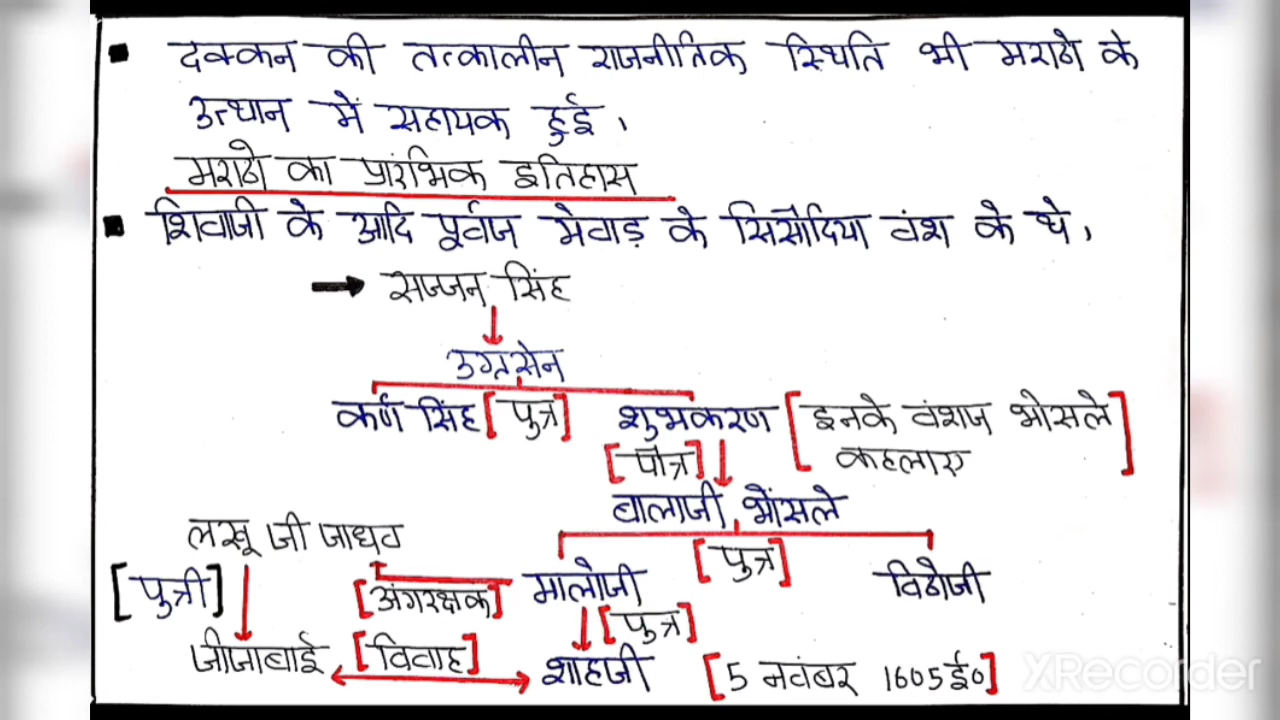 दक्कन की तत्कालीन राजनीतिक स्थिति भी मराठो के
उत्थान में सहायक हुई।
मराठो का प्रारंभिक इतिहास
शिवाजी के आदि पूर्वज मेवाड़ के सिसौदिया वंश के थे।
→ सज्जन सिंह
उग्रसेन
कर्ण सिंह [पुत्र] शुभकरण [इनके वंशज भोसले
[पौत्र] कहलाए]
बालाजी भोंसले
लखू जी जाधव
[पुत्र]
[पुत्री] [अंगरक्षक] मालोजी विठोजी
[पुत्र]
जीजाबाई [विवाह] शाहजी [5 नवंबर 1605ई०]
XRecorder